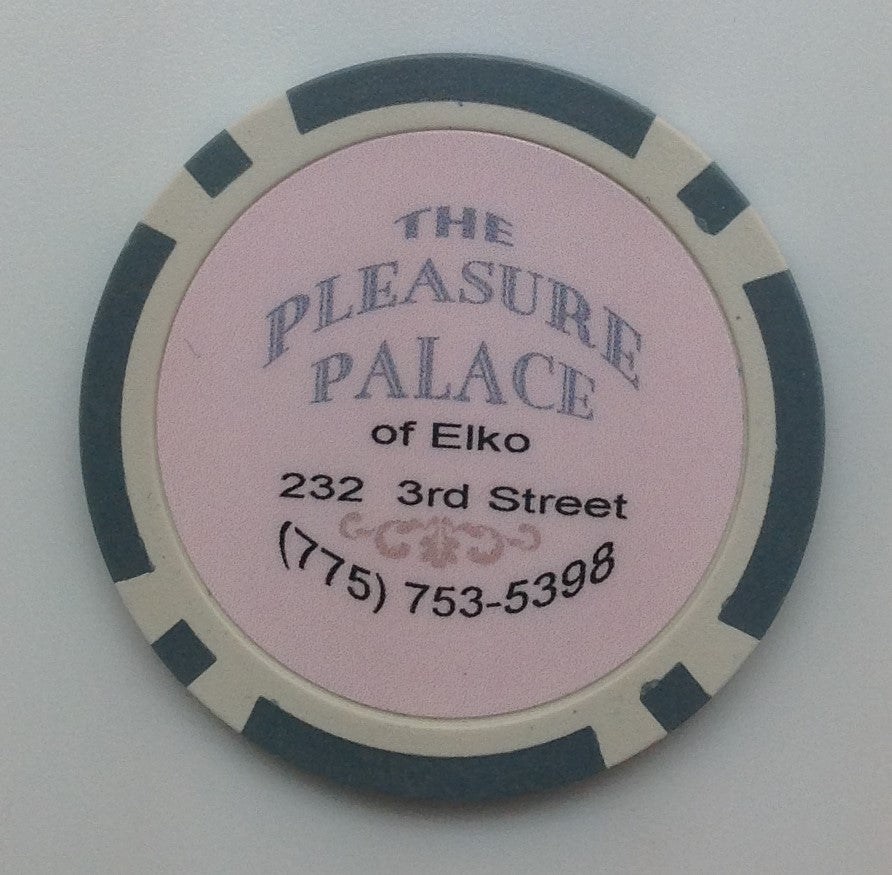 THE
PLEASURE
PALACE
of Elko
232 3rd Street
(775) 753-5398